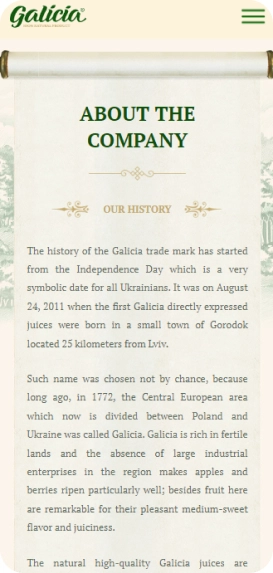 Galicia
ABOUT THE
COMPANY
OUR HISTORY
The history of the Galicia trade mark has started
from the Independence Day which is a very
symbolic date for all Ukrainians. It was on August
24, 2011 when the first Galicia directly expressed
juices were born in a small town of Gorodok
located 25 kilometers from Lviv.
Such name was chosen not by chance, because
long ago, in 1772, the Central European area
which now is divided between Poland and
Ukraine was called Galicia. Galicia is rich in fertile
lands and the absence of large industrial
enterprises in the region makes apples and
berries ripen particularly well; besides fruit here
are remarkable for their pleasant medium-sweet
flavor and juiciness.
The natural high-quality Galicia juices are